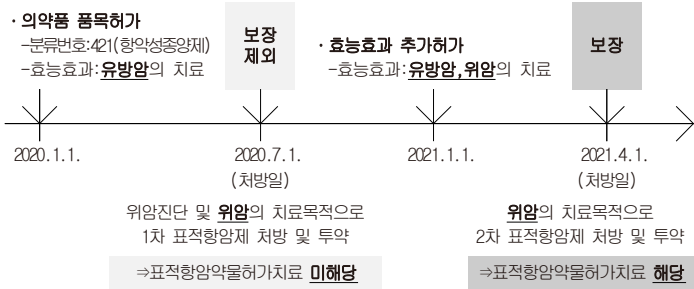 · 의약품 품목허가
-분류번호:421(항악성종양제)
-효능효과:유방암의 치료
보장
제외
· 효능효과 추가허가
-효능효과:유방암,위암의 치료
보장
2020.1.1.
2020.7.1.
(처방일)
2021.1.1.
2021.4.1.
(처방일)
위암진단 및 위암의 치료목적으로
1차 표적항암제 처방 및 투약
⇒표적항암약물허가치료 미해당
위암의 치료목적으로
2차 표적항암제 처방 및 투약
⇒표적항암약물허가치료 해당